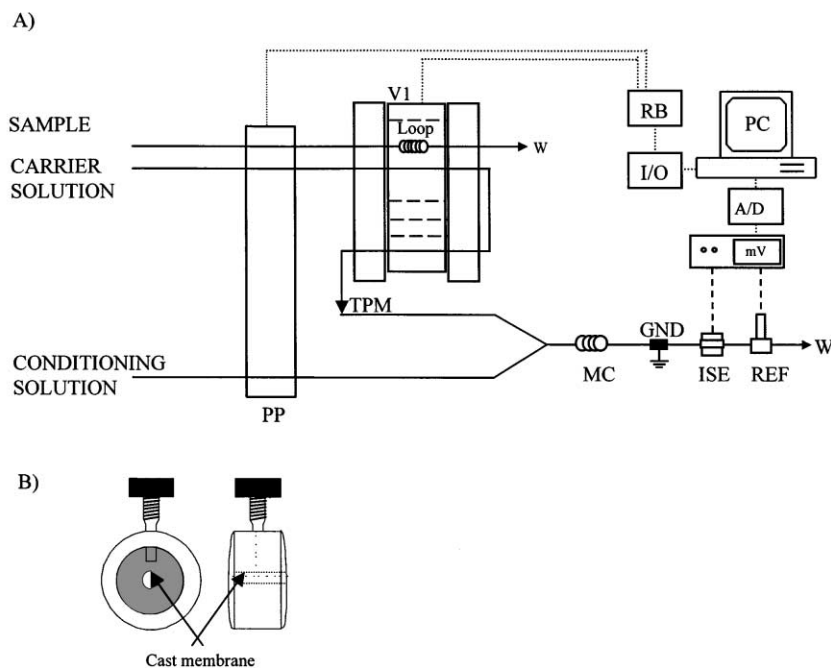 A)
V1
SAMPLE
Loop
W
CARRIER
SOLUTION
RB
PC
I/O
A/D
mV
TPM
GND
CONDITIONING
SOLUTION
PP
MC
ISE
REF
W
B)
Cast membrane